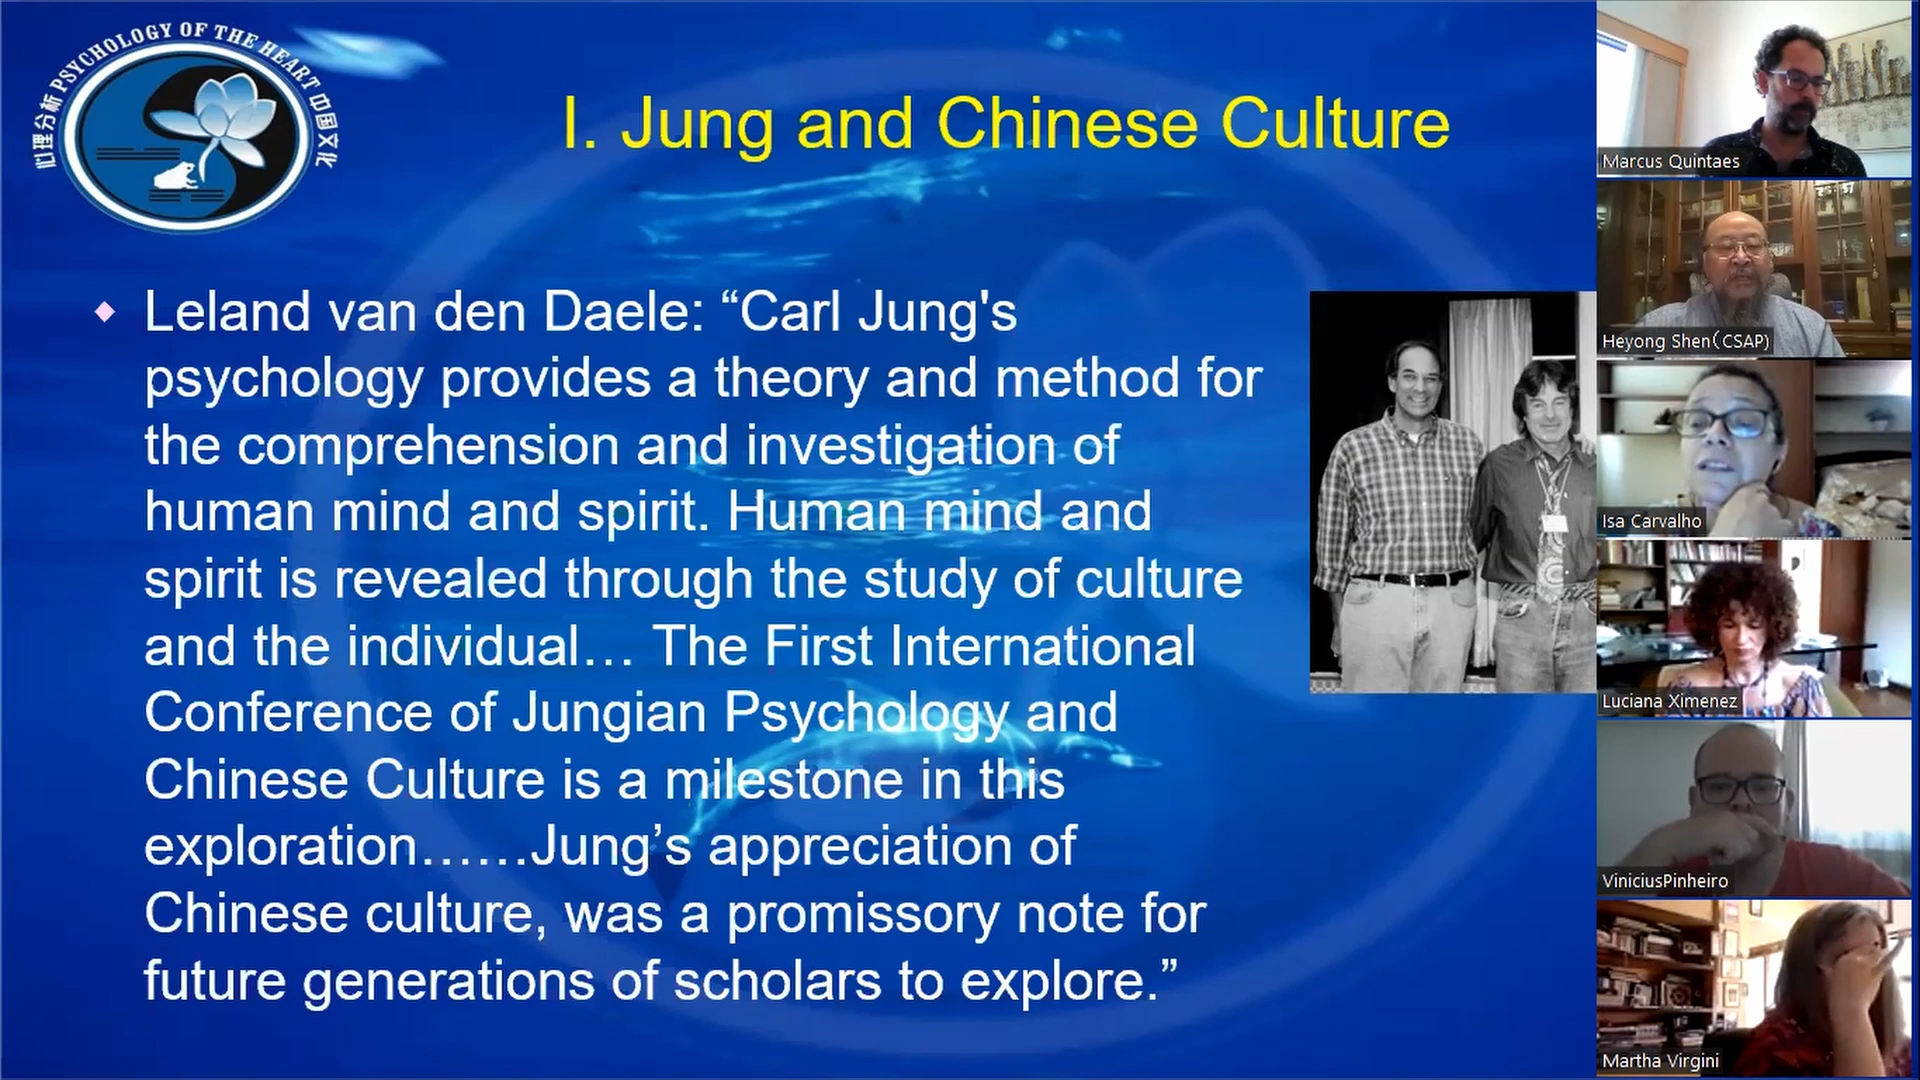 心理分析 PSYCHOLOGY OF THE HEART 中国文化
I. Jung and Chinese Culture
Leland van den Daele: “Carl Jung's
psychology provides a theory and method for
the comprehension and investigation of
human mind and spirit. Human mind and
spirit is revealed through the study of culture
and the individual… The First International
Conference of Jungian Psychology and
Chinese Culture is a milestone in this
exploration……Jung’s appreciation of
Chinese culture, was a promissory note for
future generations of scholars to explore.”
Marcus Quintaes
Heyong Shen（CSAP)
Isa Carvalho
Luciana Ximenez
ViniciusPinheiro
Martha Virgini